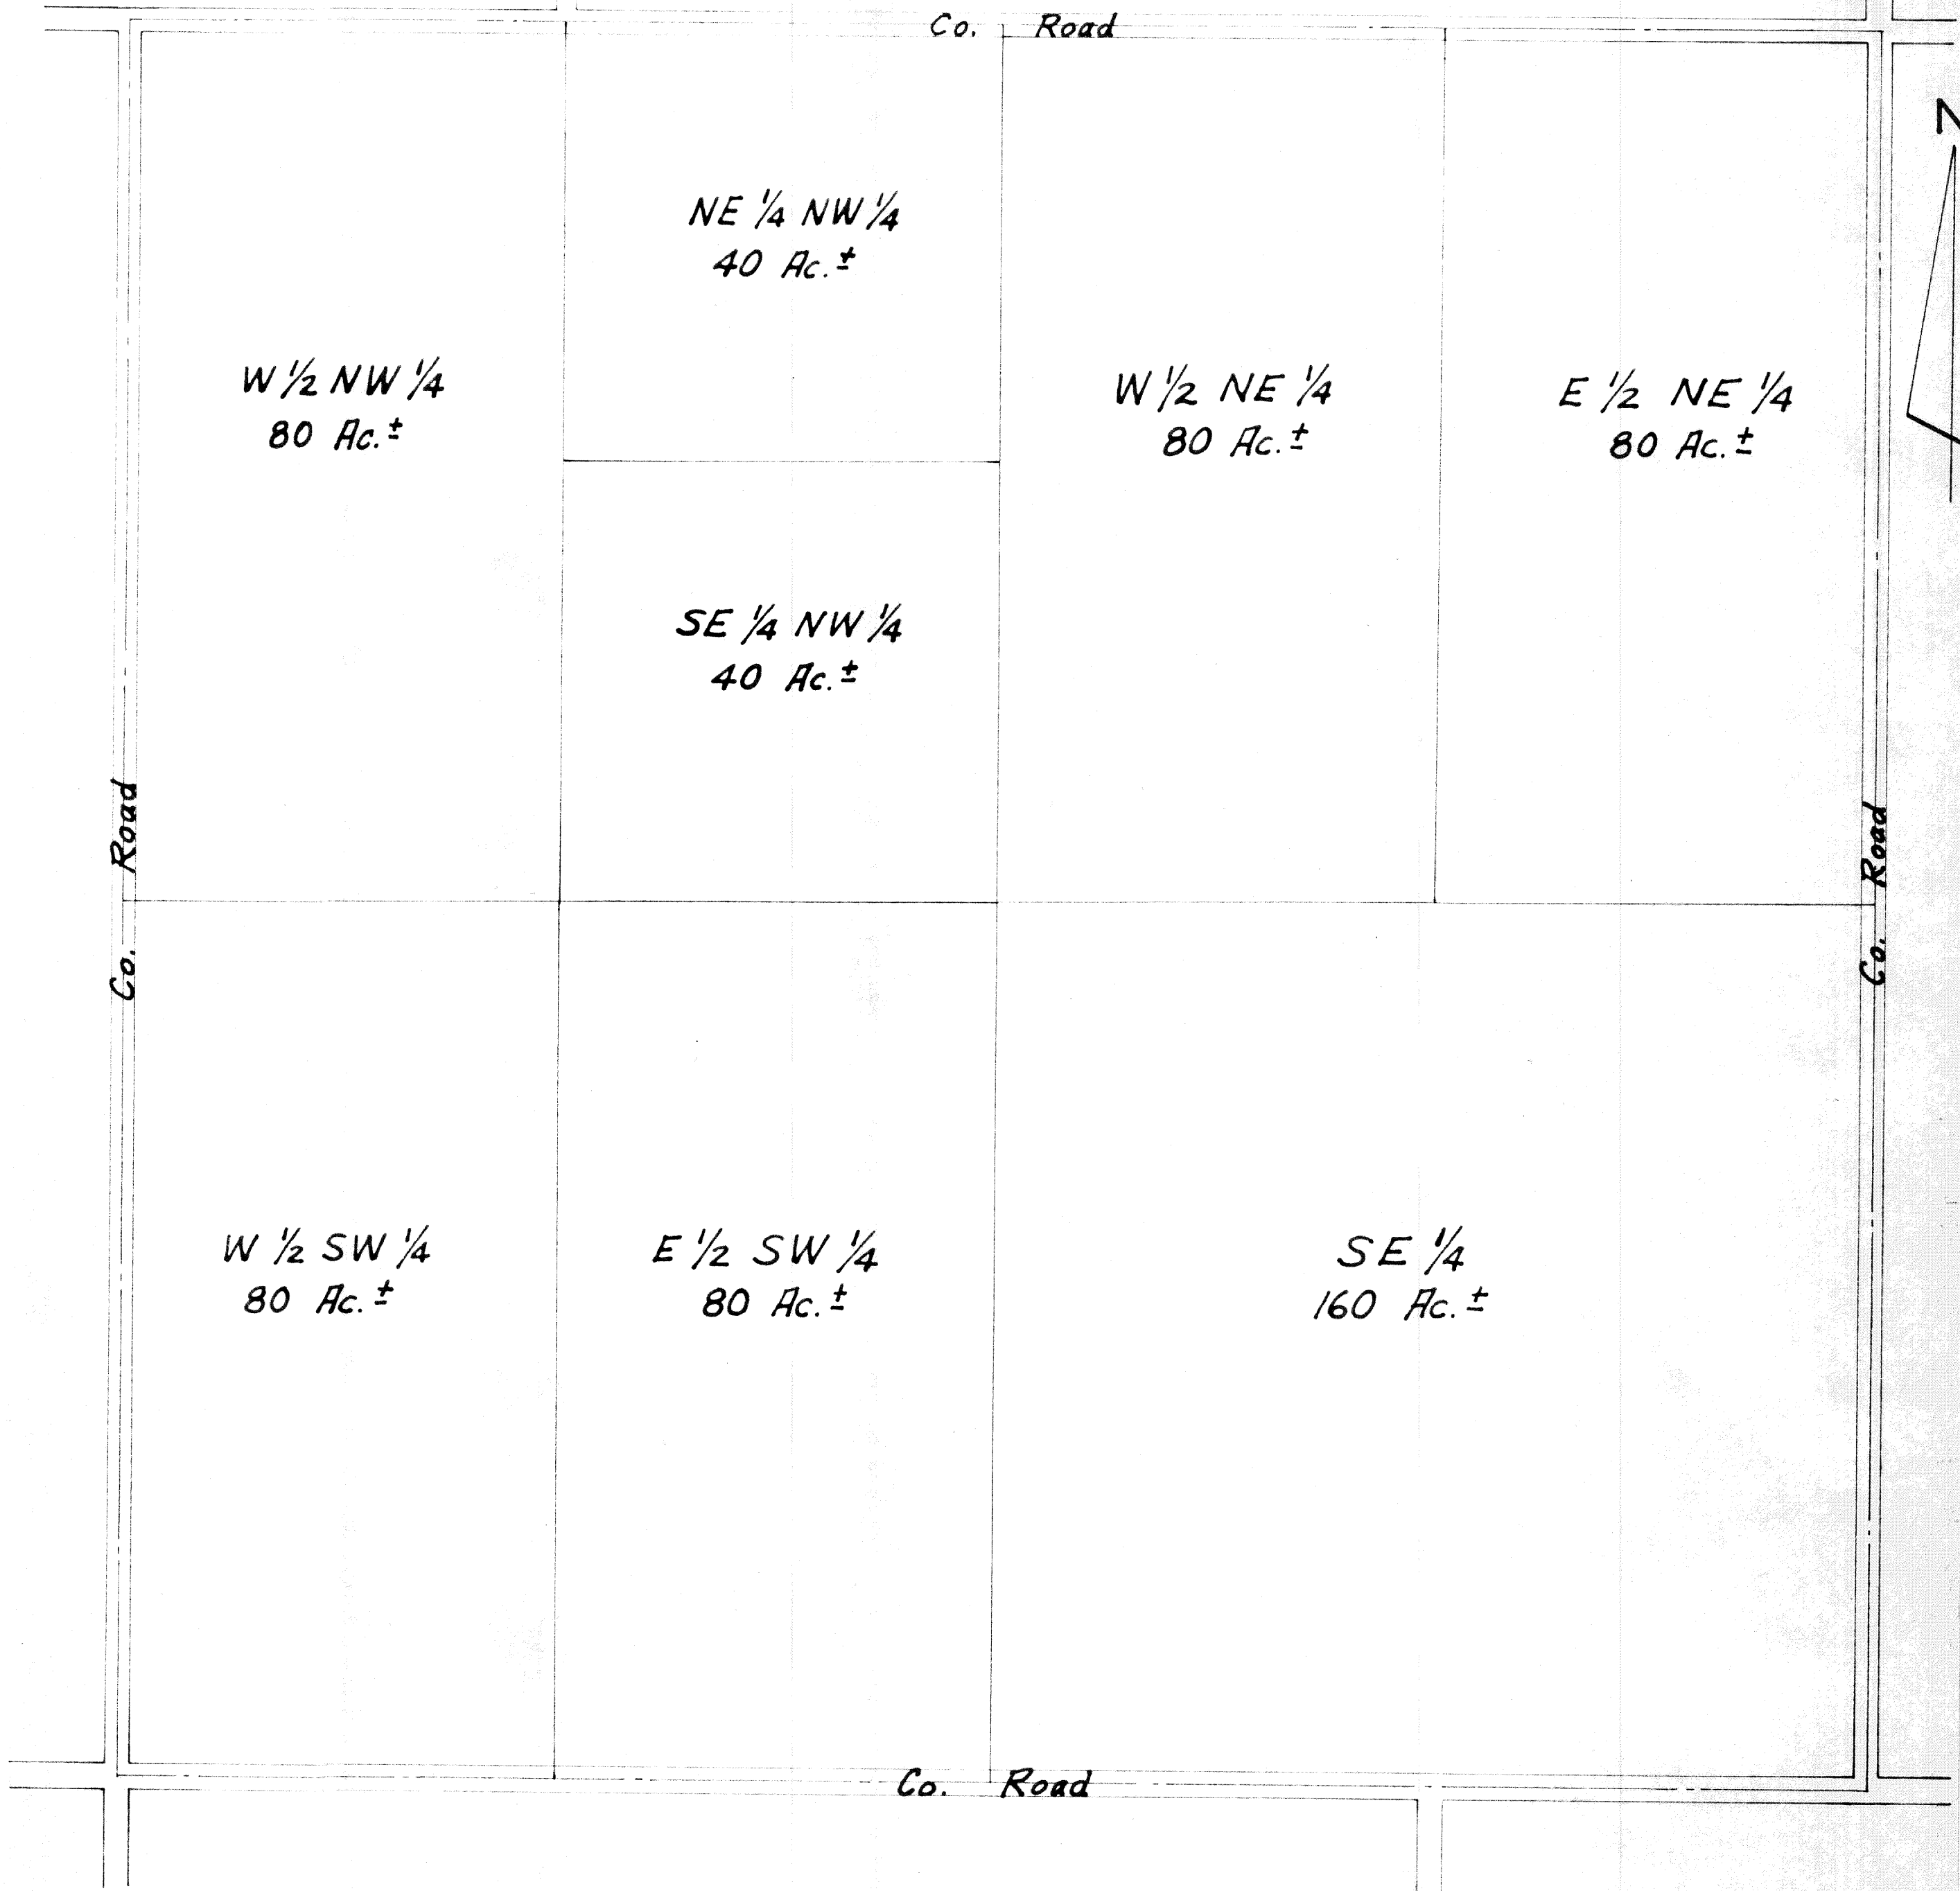 Co. Road
N
NE 1/4 NW 1/4
40 Ac.±
W 1/2 NW 1/4
80 Ac.±
W 1/2 NE 1/4
80 Ac.±
E 1/2 NE 1/4
80 Ac.±
SE 1/4 NW 1/4
40 Ac.±
Co. Road
Co. Road
W 1/2 SW 1/4
80 Ac.±
E 1/2 SW 1/4
80 Ac.±
SE 1/4
160 Ac.±
Co. Road